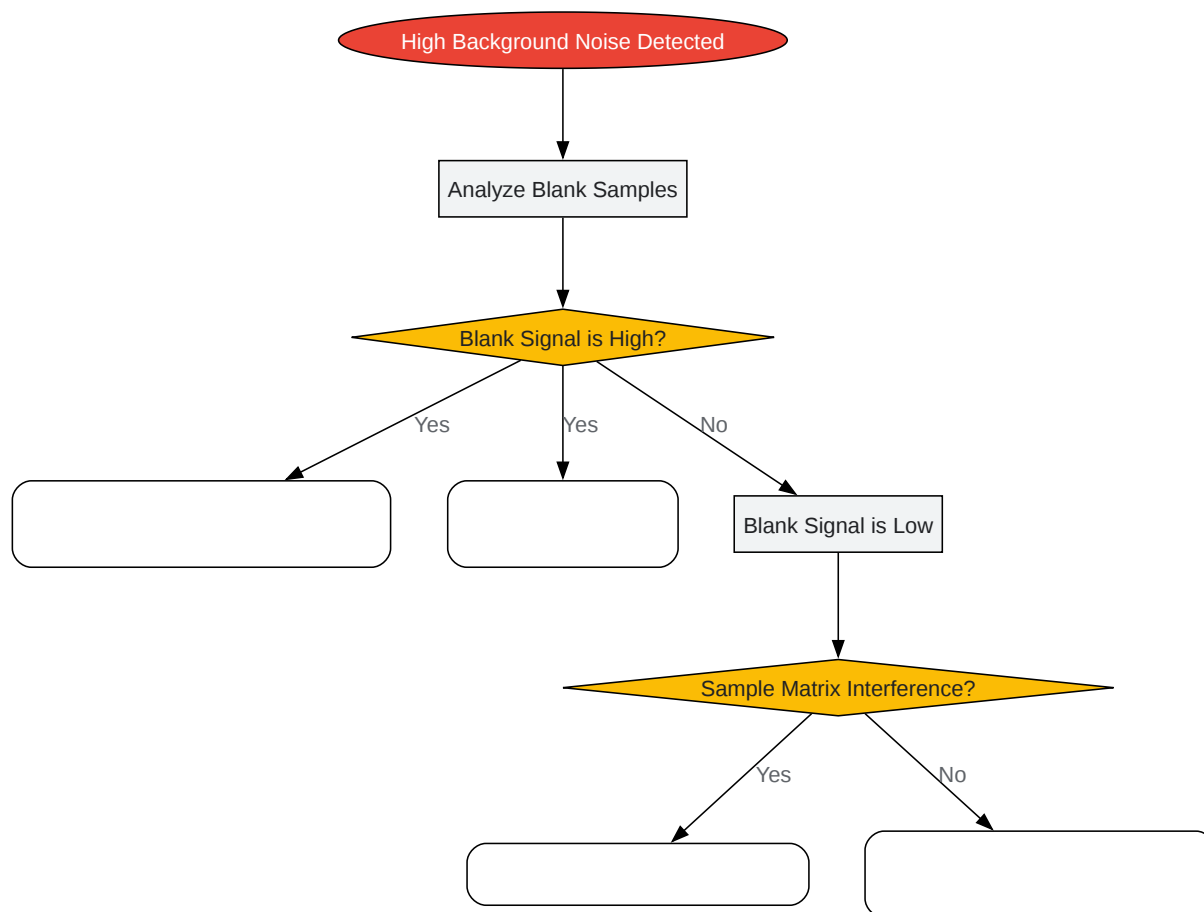 High Background Noise Detected
Analyze Blank Samples
Blank Signal is High?
Yes
Yes
No
Blank Signal is Low
Sample Matrix Interference?
Yes
No